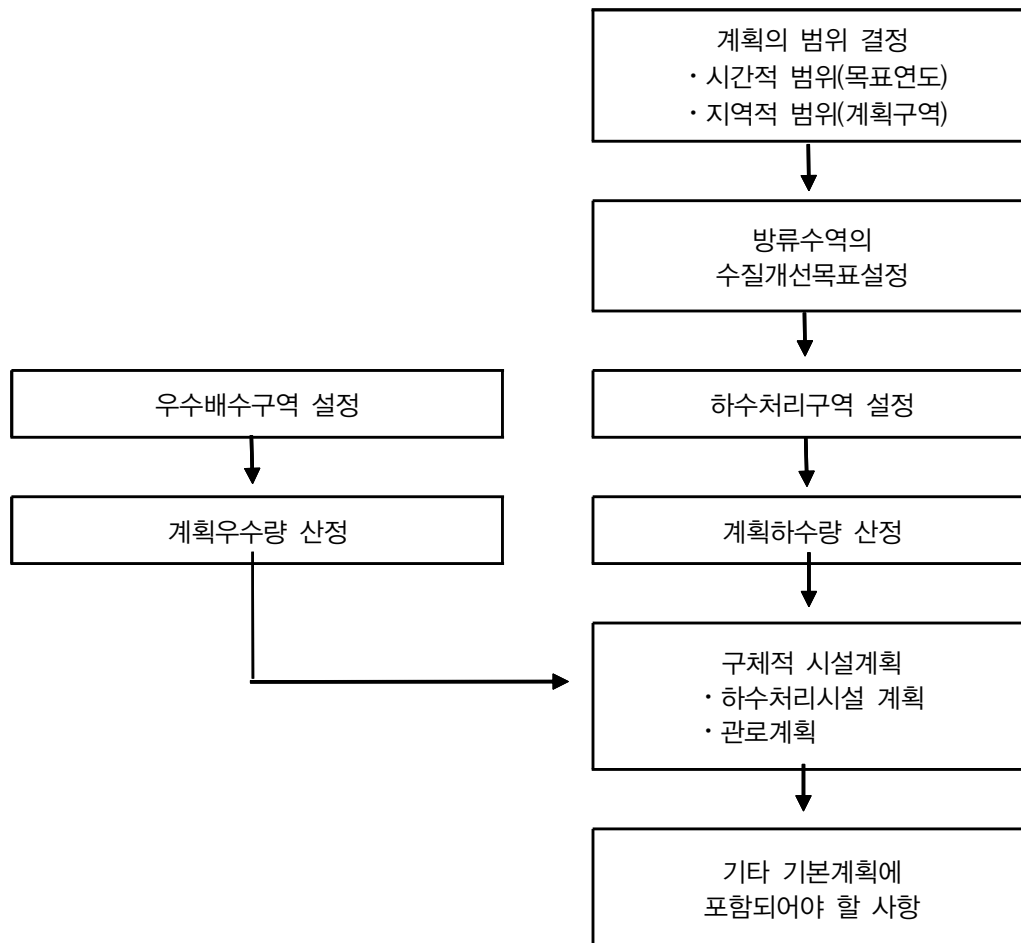 계획의 범위 결정
· 시간적 범위(목표연도)
· 지역적 범위(계획구역)
방류수역의
수질개선목표설정
우수배수구역 설정
하수처리구역 설정
계획우수량 산정
계획하수량 산정
구체적 시설계획
· 하수처리시설 계획
· 관로계획
기타 기본계획에
포함되어야 할 사항